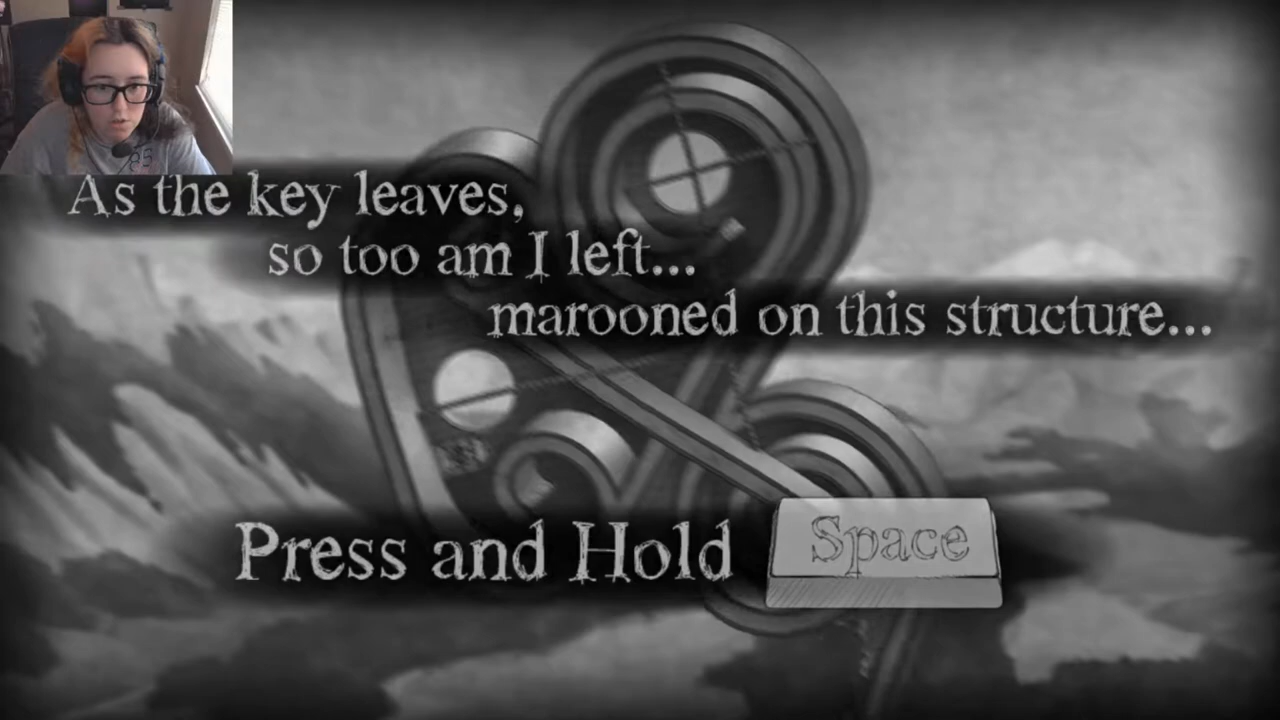 As the key leaves,
so too am I left...
marooned on this structure...
Press and Hold Space